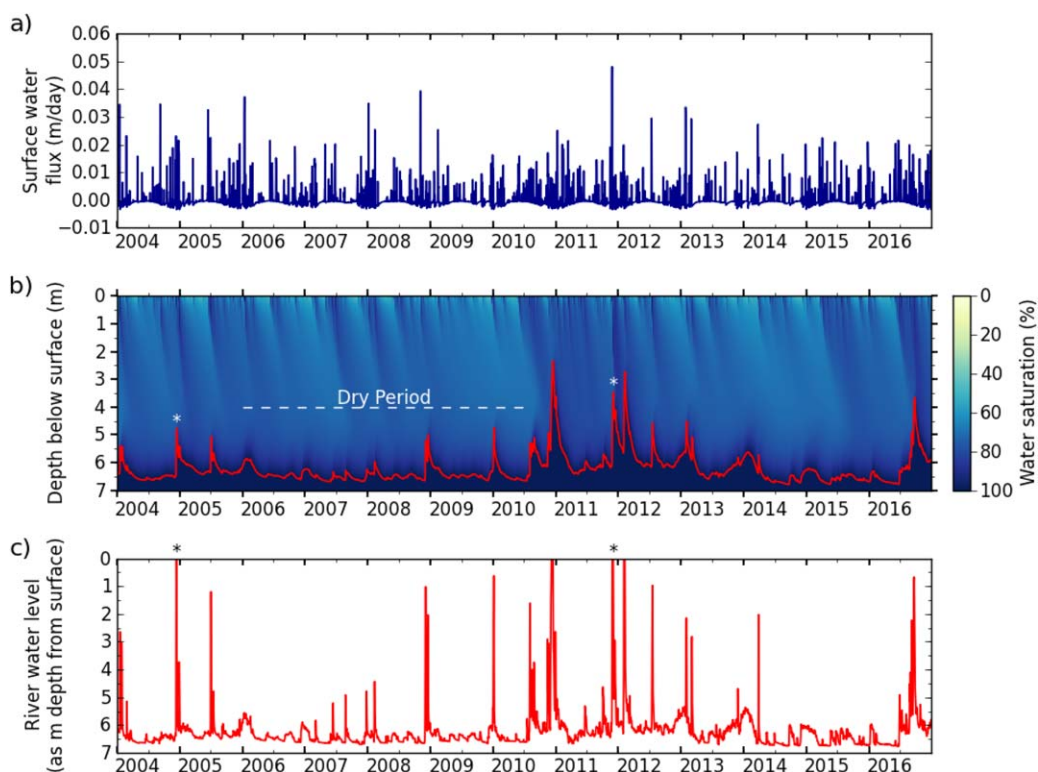 a)
Surface water
flux (m/day)
0.06
0.05
0.04
0.03
0.02
0.01
0.00
−0.01
2004 2005 2006 2007 2008 2009 2010 2011 2012 2013 2014 2015 2016
b)
Depth below surface (m)
0
1
2
3
4
5
6
7
*
Dry Period
*
2004 2005 2006 2007 2008 2009 2010 2011 2012 2013 2014 2015 2016
0
20
40
60
80
100
Water saturation (%)
c)
River water level
(as m depth from surface)
* *
0
1
2
3
4
5
6
7
2004 2005 2006 2007 2008 2009 2010 2011 2012 2013 2014 2015 2016